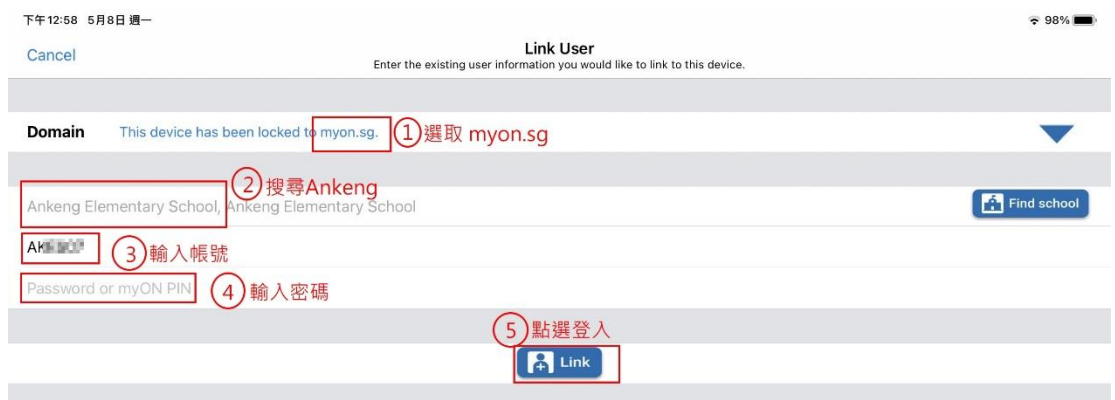 下午12:58 5月8日 週一 98%
Cancel
Link User
Enter the existing user information you would like to link to this device.
Domain This device has been locked to myon.sg. ①選取 myon.sg
②搜尋Ankeng
Ankeng Elementary School, Ankeng Elementary School Find school
③輸入帳號
Password or myON PIN ④輸入密碼
⑤點選登入
Link